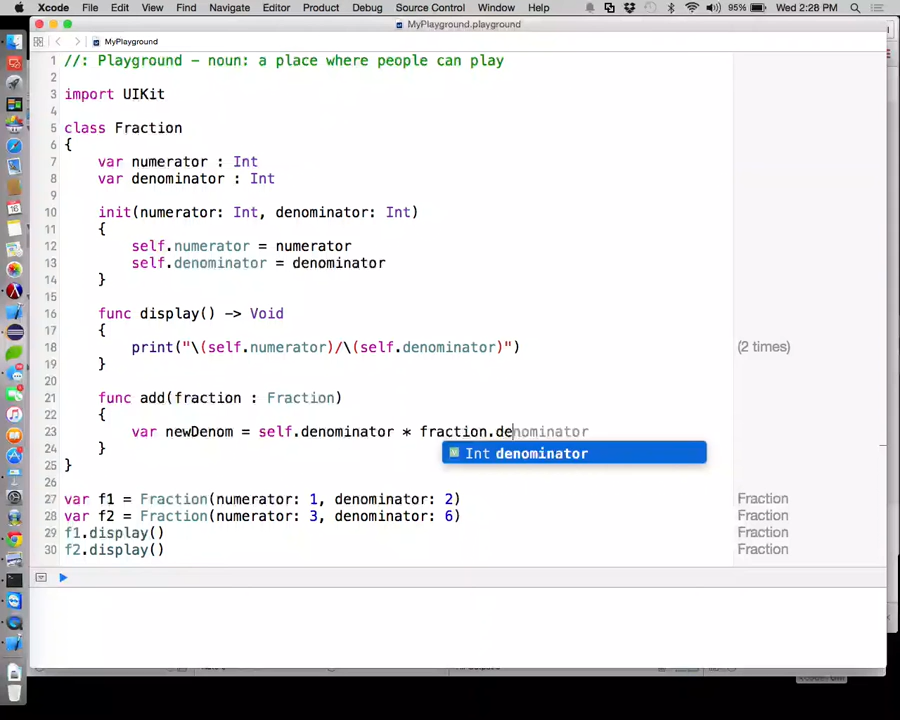 Xcode File Edit View Find Navigate Editor Product Debug Source Control Window Help 95% Wed 2:28 PM
MyPlayground.playground
MyPlayground
1 //: Playground - noun: a place where people can play
2
3 import UIKit
4
5 class Fraction
6 {
7 var numerator : Int
8 var denominator : Int
9
10 init(numerator: Int, denominator: Int)
11 {
12 self.numerator = numerator
13 self.denominator = denominator
14 }
15
16 func display() -> Void
17 {
18 print("\(self.numerator)/\(self.denominator)") (2 times)
19 }
20
21 func add(fraction : Fraction)
22 {
23 var newDenom = self.denominator * fraction.denominator
V Int denominator
24 }
25 }
26
27 var f1 = Fraction(numerator: 1, denominator: 2) Fraction
28 var f2 = Fraction(numerator: 3, denominator: 6) Fraction
29 f1.display() Fraction
30 f2.display() Fraction